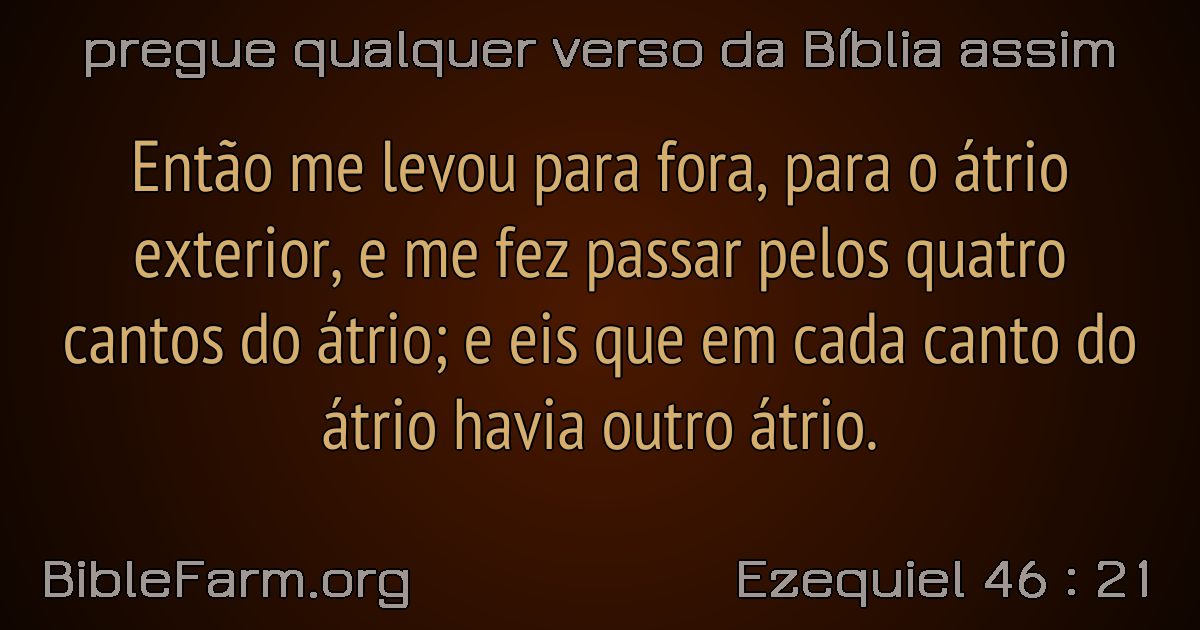 pregue qualquer verso da Bíblia assim
Então me levou para fora, para o átrio
exterior, e me fez passar pelos quatro
cantos do átrio; e eis que em cada canto do
átrio havia outro átrio.
BibleFarm.org
Ezequiel 46 : 21